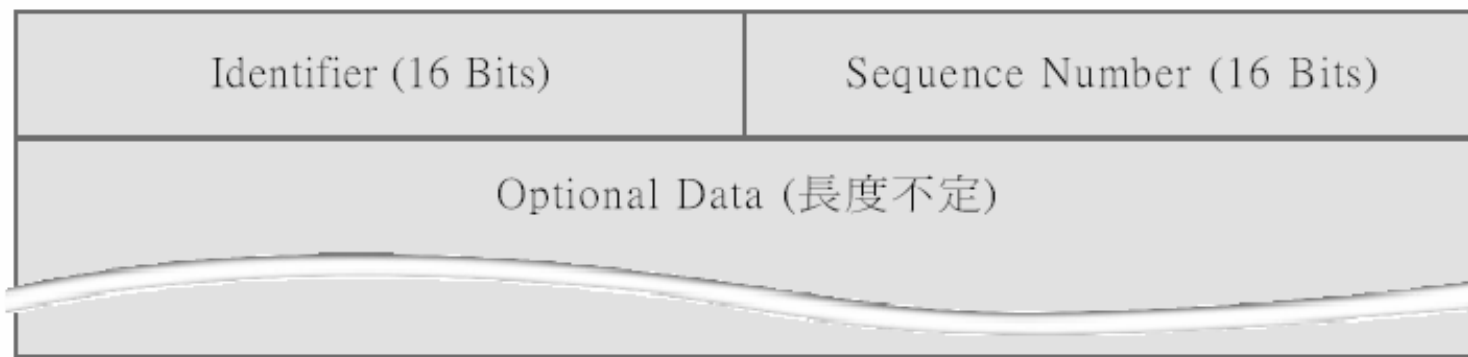 Identifier (16 Bits)
Sequence Number (16 Bits)
Optional Data (長度不定)